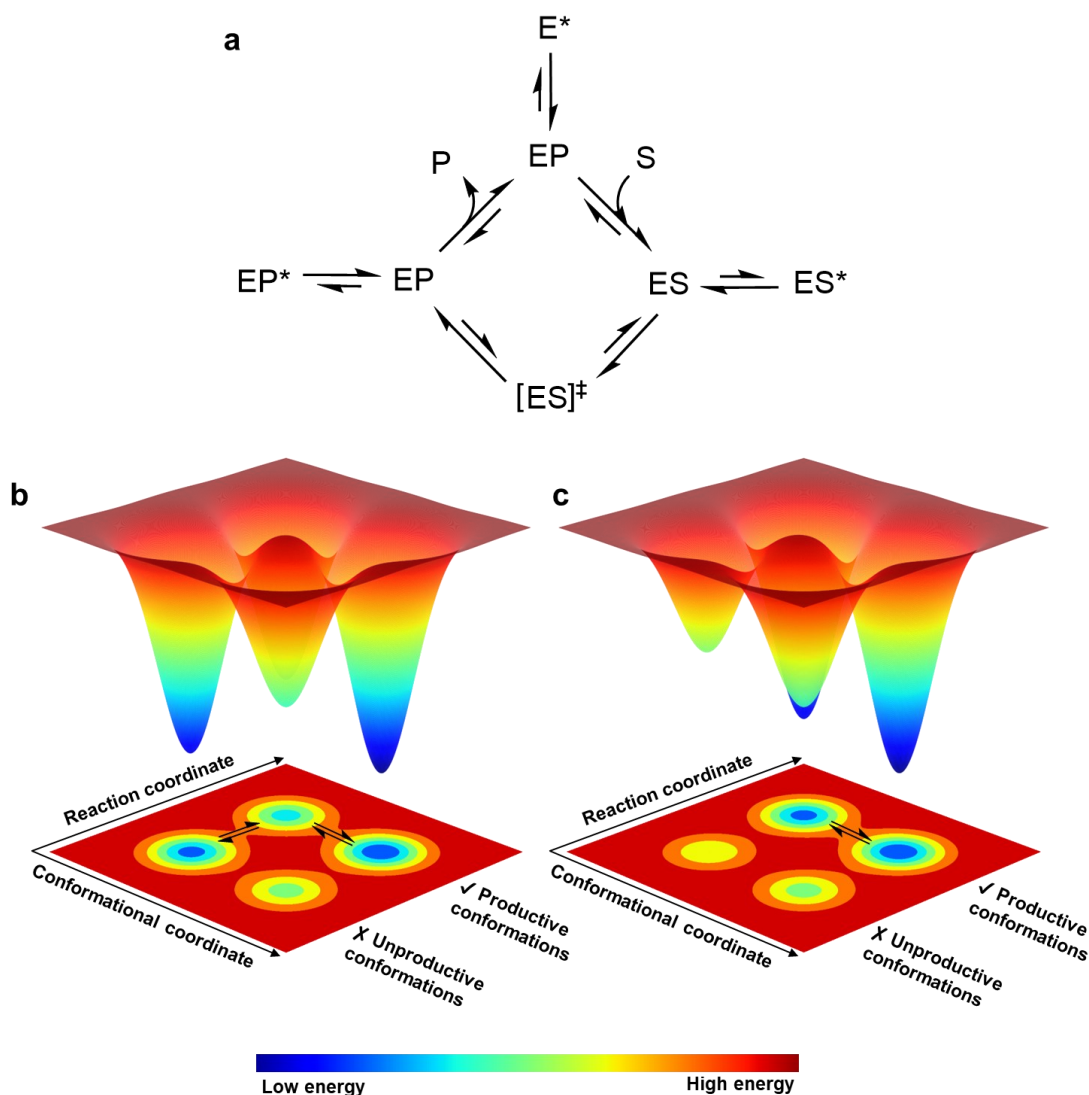 a
E*
EP
P
S
EP*
EP
ES
ES*
[ES]‡
b
c
Reaction coordinate
Conformational coordinate
✓ Productive
conformations
✗ Unproductive
conformations
Reaction coordinate
Conformational coordinate
✓ Productive
conformations
✗ Unproductive
conformations
Low energy
High energy